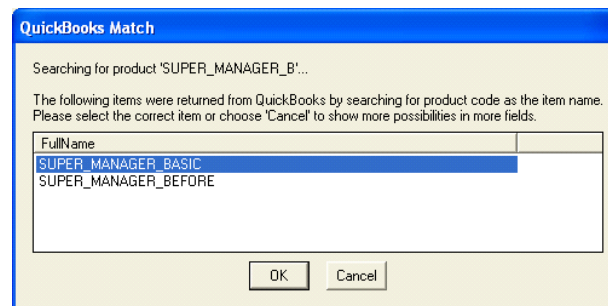 QuickBooks Match
Searching for product 'SUPER_MANAGER_B'...
The following items were returned from QuickBooks by searching for product code as the item name.
Please select the correct item or choose 'Cancel' to show more possibilities in more fields.
FullName
SUPER_MANAGER_BASIC
SUPER_MANAGER_BEFORE
OK Cancel